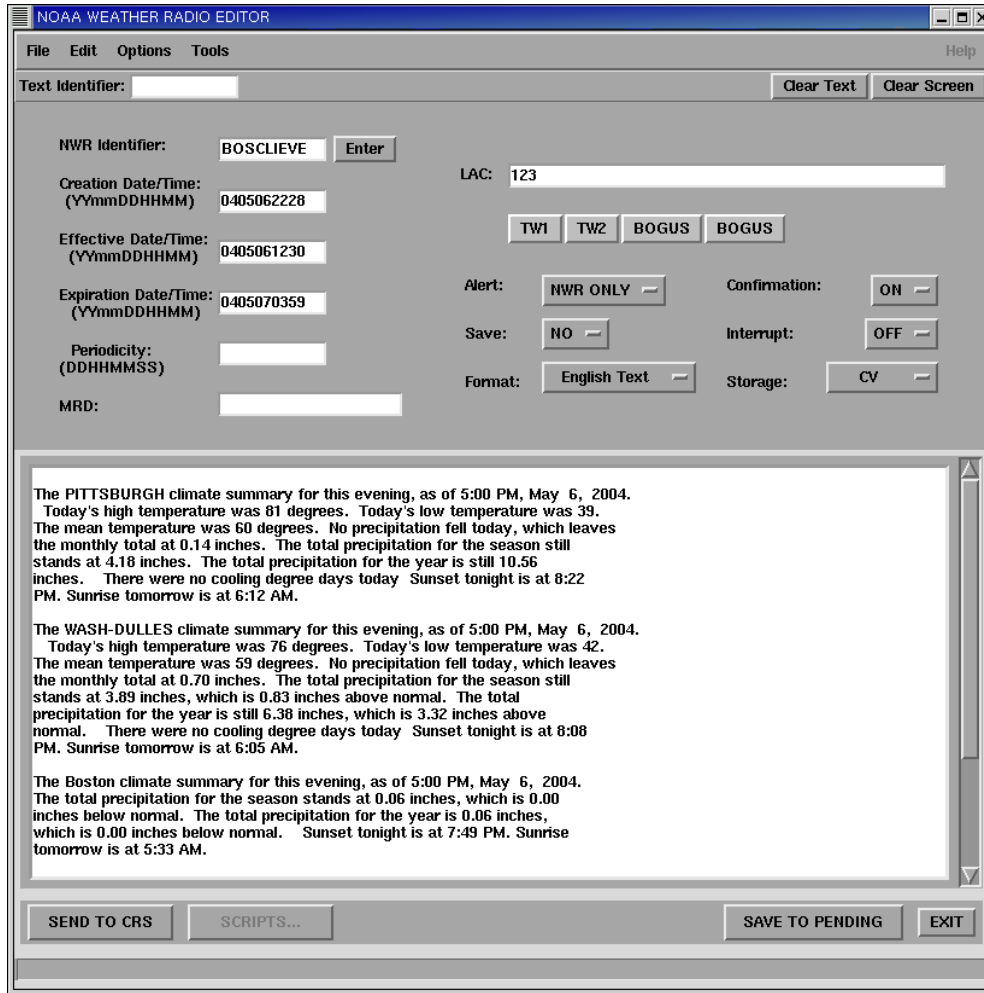 NOAA WEATHER RADIO EDITOR
File Edit Options Tools Help
Text Identifier: Clear Text Clear Screen
NWR Identifier: BOSCLIEVE Enter
LAC: 123
Creation Date/Time:
(YYmmDDHHMM) 0405062228
TW1 TW2 BOGUS BOGUS
Effective Date/Time:
(YYmmDDHHMM) 0405061230
Alert: NWR ONLY Confirmation: ON
Expiration Date/Time:
(YYmmDDHHMM) 0405070359
Save: NO Interrupt: OFF
Periodicity:
(DDHHMMSS)
Format: English Text Storage: CV
MRD:
The PITTSBURGH climate summary for this evening, as of 5:00 PM, May 6, 2004.
Today's high temperature was 81 degrees. Today's low temperature was 39.
The mean temperature was 60 degrees. No precipitation fell today, which leaves
the monthly total at 0.14 inches. The total precipitation for the season still
stands at 4.18 inches. The total precipitation for the year is still 10.56
inches. There were no cooling degree days today Sunset tonight is at 8:22
PM. Sunrise tomorrow is at 6:12 AM.
The WASH-DULLES climate summary for this evening, as of 5:00 PM, May 6, 2004.
Today's high temperature was 76 degrees. Today's low temperature was 42.
The mean temperature was 59 degrees. No precipitation fell today, which leaves
the monthly total at 0.70 inches. The total precipitation for the season still
stands at 3.89 inches, which is 0.83 inches above normal. The total
precipitation for the year is still 6.38 inches, which is 3.32 inches above
normal. There were no cooling degree days today Sunset tonight is at 8:08
PM. Sunrise tomorrow is at 6:05 AM.
The Boston climate summary for this evening, as of 5:00 PM, May 6, 2004.
The total precipitation for the season stands at 0.06 inches, which is 0.00
inches below normal. The total precipitation for the year is 0.06 inches,
which is 0.00 inches below normal. Sunset tonight is at 7:49 PM. Sunrise
tomorrow is at 5:33 AM.
SEND TO CRS SCRIPTS... SAVE TO PENDING EXIT